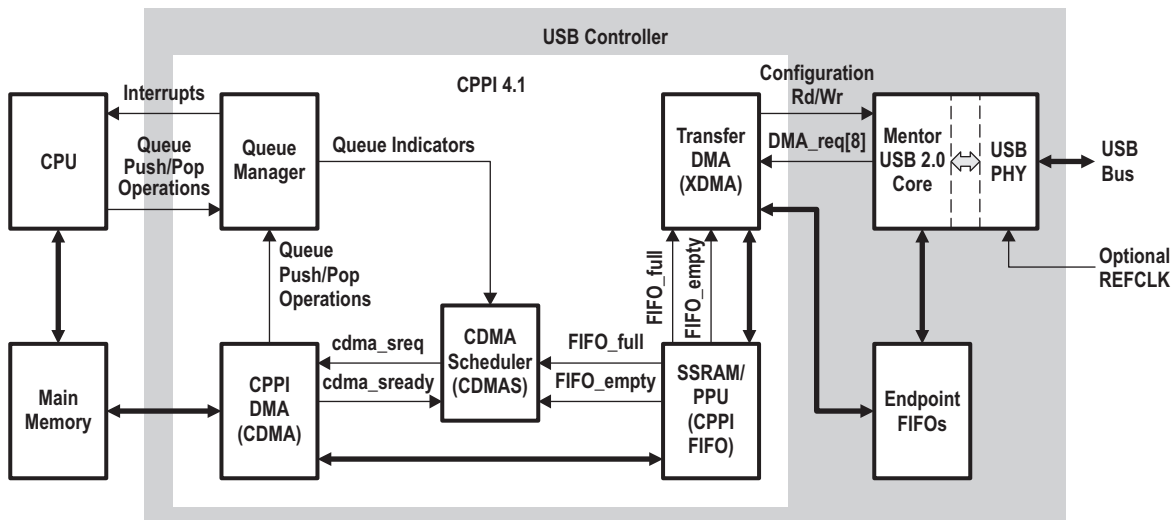 USB Controller
CPPI 4.1
Interrupts
CPU
Queue
Push/Pop
Operations
Queue
Manager
Queue Indicators
Transfer
DMA
(XDMA)
Configuration
Rd/Wr
DMA_req[8]
Mentor
USB 2.0
Core
USB
PHY
USB
Bus
Optional
REFCLK
Queue
Push/Pop
Operations
FIFO_full
FIFO_empty
Main
Memory
CPPI
DMA
(CDMA)
cdma_sreq
cdma_sready
CDMA
Scheduler
(CDMAS)
FIFO_full
FIFO_empty
SSRAM/
PPU
(CPPI
FIFO)
Endpoint
FIFOs